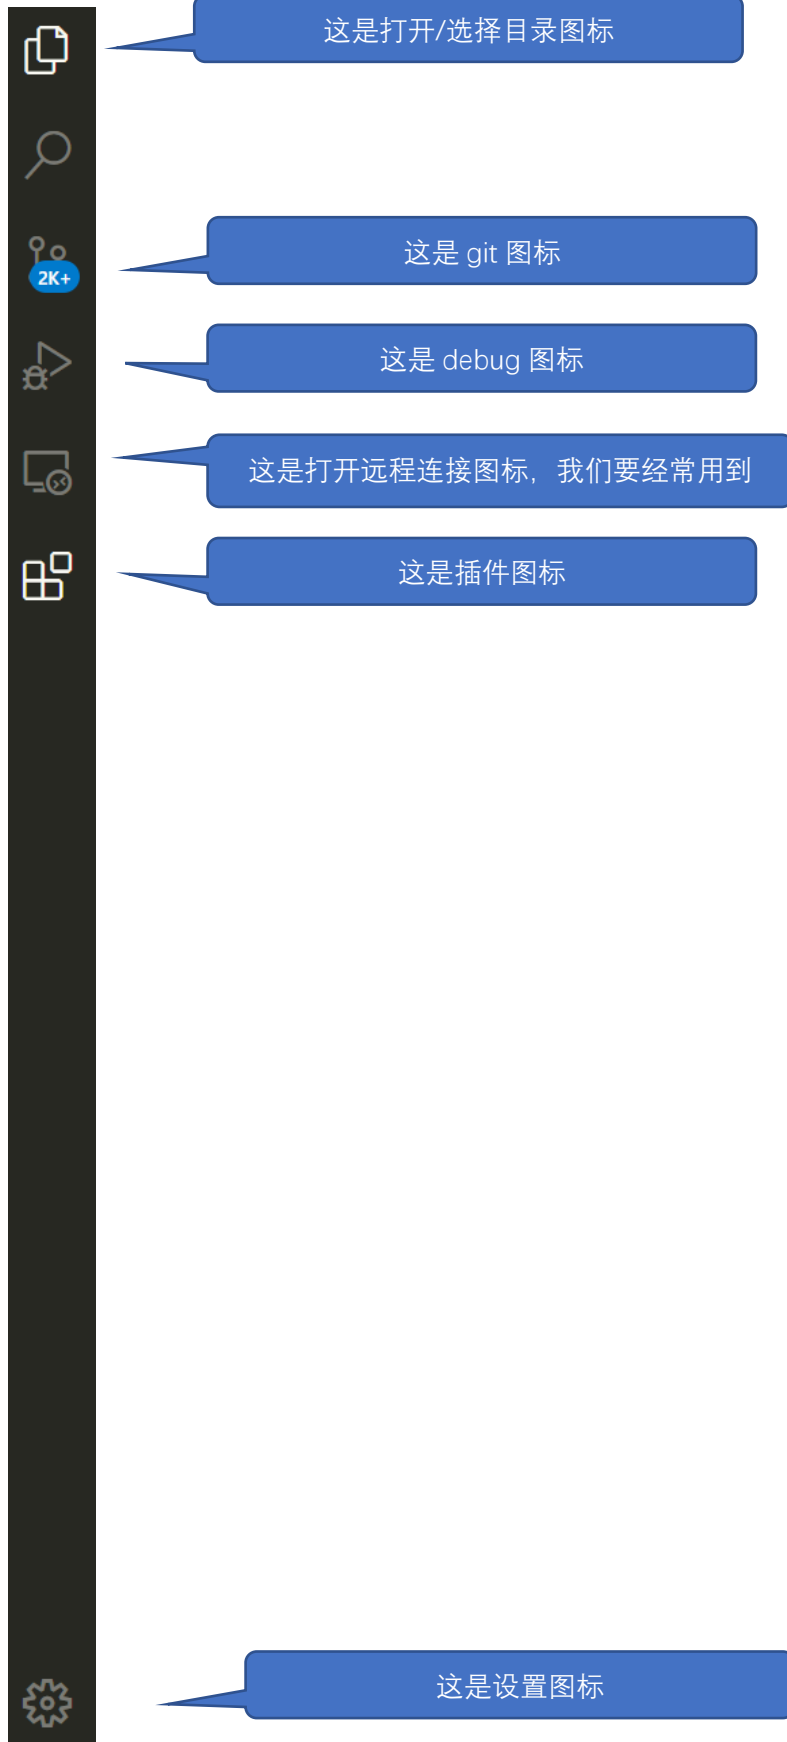 这是打开/选择目录图标
这是 git 图标
2K+
这是 debug 图标
这是打开远程连接图标，我们要经常用到
这是插件图标
这是设置图标